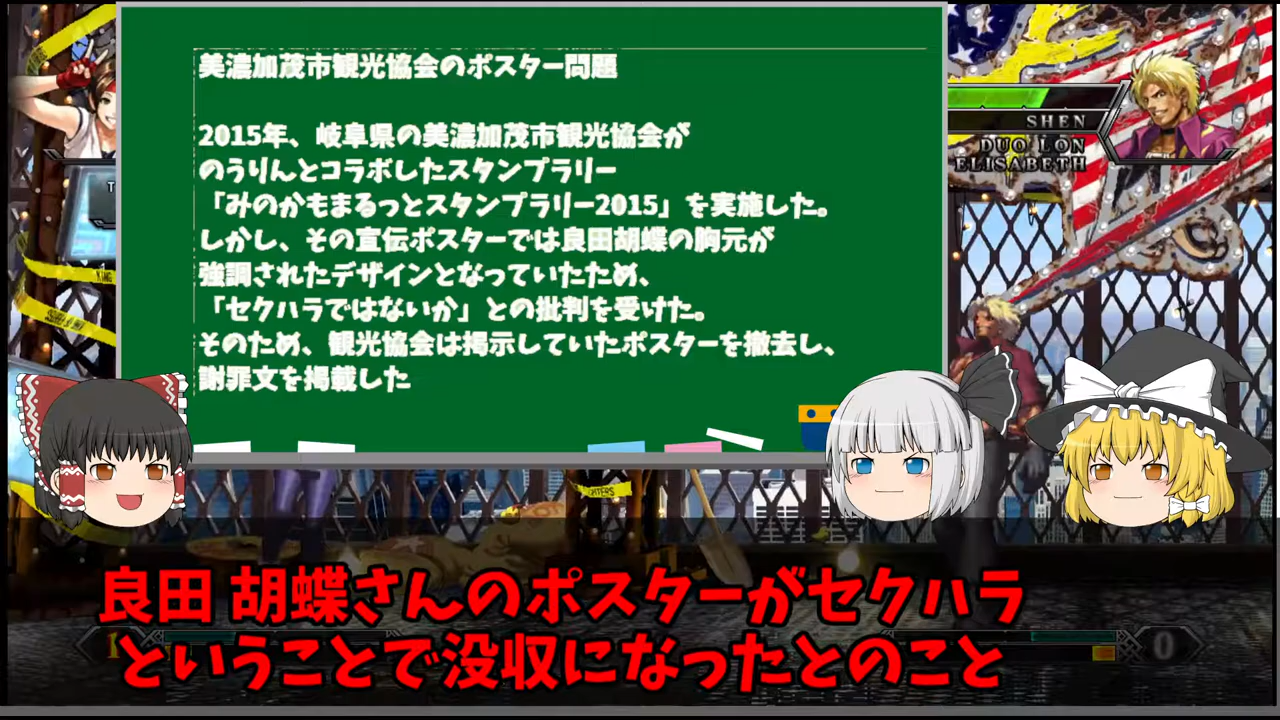 美濃加茂市観光協会のポスター問題
2015年、岐阜県の美濃加茂市観光協会が
のうりんとコラボしたスタンプラリー
「みのかもまるっとスタンプラリー2015」を実施した。
しかし、その宣伝ポスターでは良田胡蝶の胸元が
強調されたデザインとなっていたため、
「セクハラではないか」との批判を受けた。
そのため、観光協会は掲示していたポスターを撤去し、
謝罪文を掲載した
SHEN
DUO LON
ELISABETH
良田 胡蝶さんのポスターがセクハラ
ということで没収になったとのこと
0